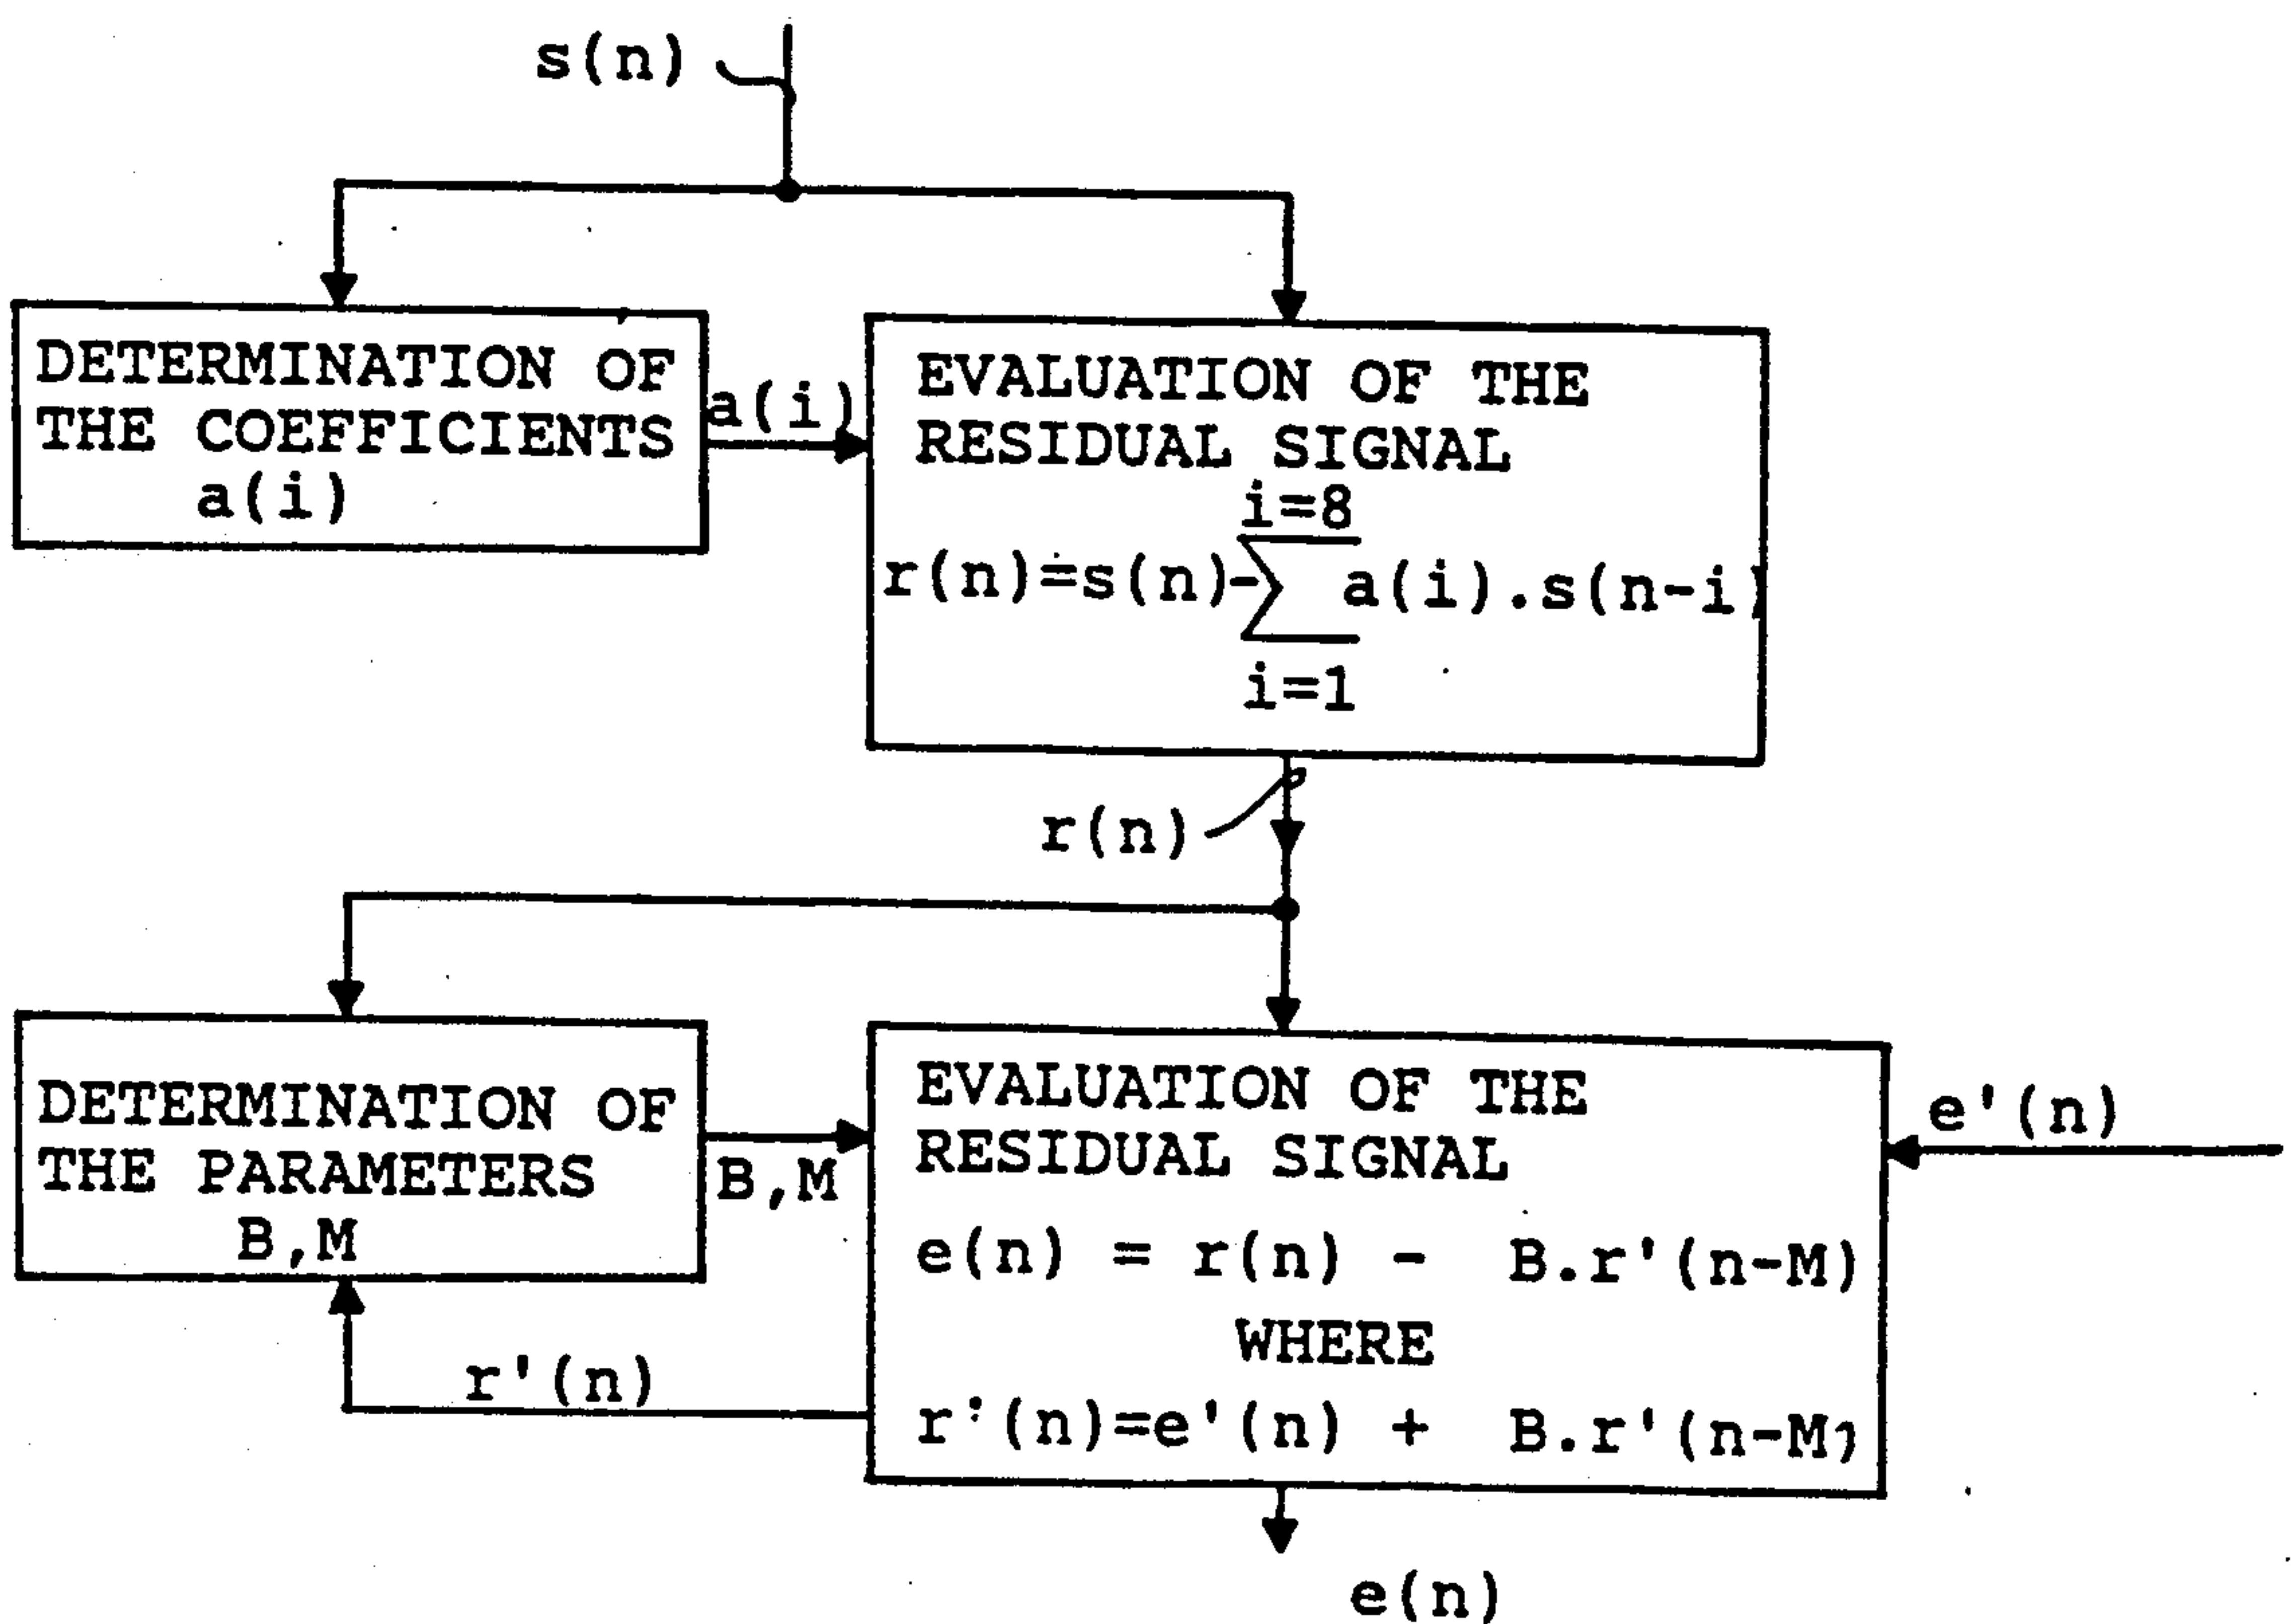 s(n)
DETERMINATION OF
THE COEFFICIENTS
a(i)
a(i)
EVALUATION OF THE
RESIDUAL SIGNAL
i=8
r(n)=s(n)-∑ a(i).s(n-i)
i=1
r(n)
DETERMINATION OF
THE PARAMETERS
B,M
B,M
EVALUATION OF THE
RESIDUAL SIGNAL
e(n) = r(n) - B.r'(n-M)
WHERE
r'(n)=e'(n) + B.r'(n-M)
e'(n)
r'(n)
e(n)